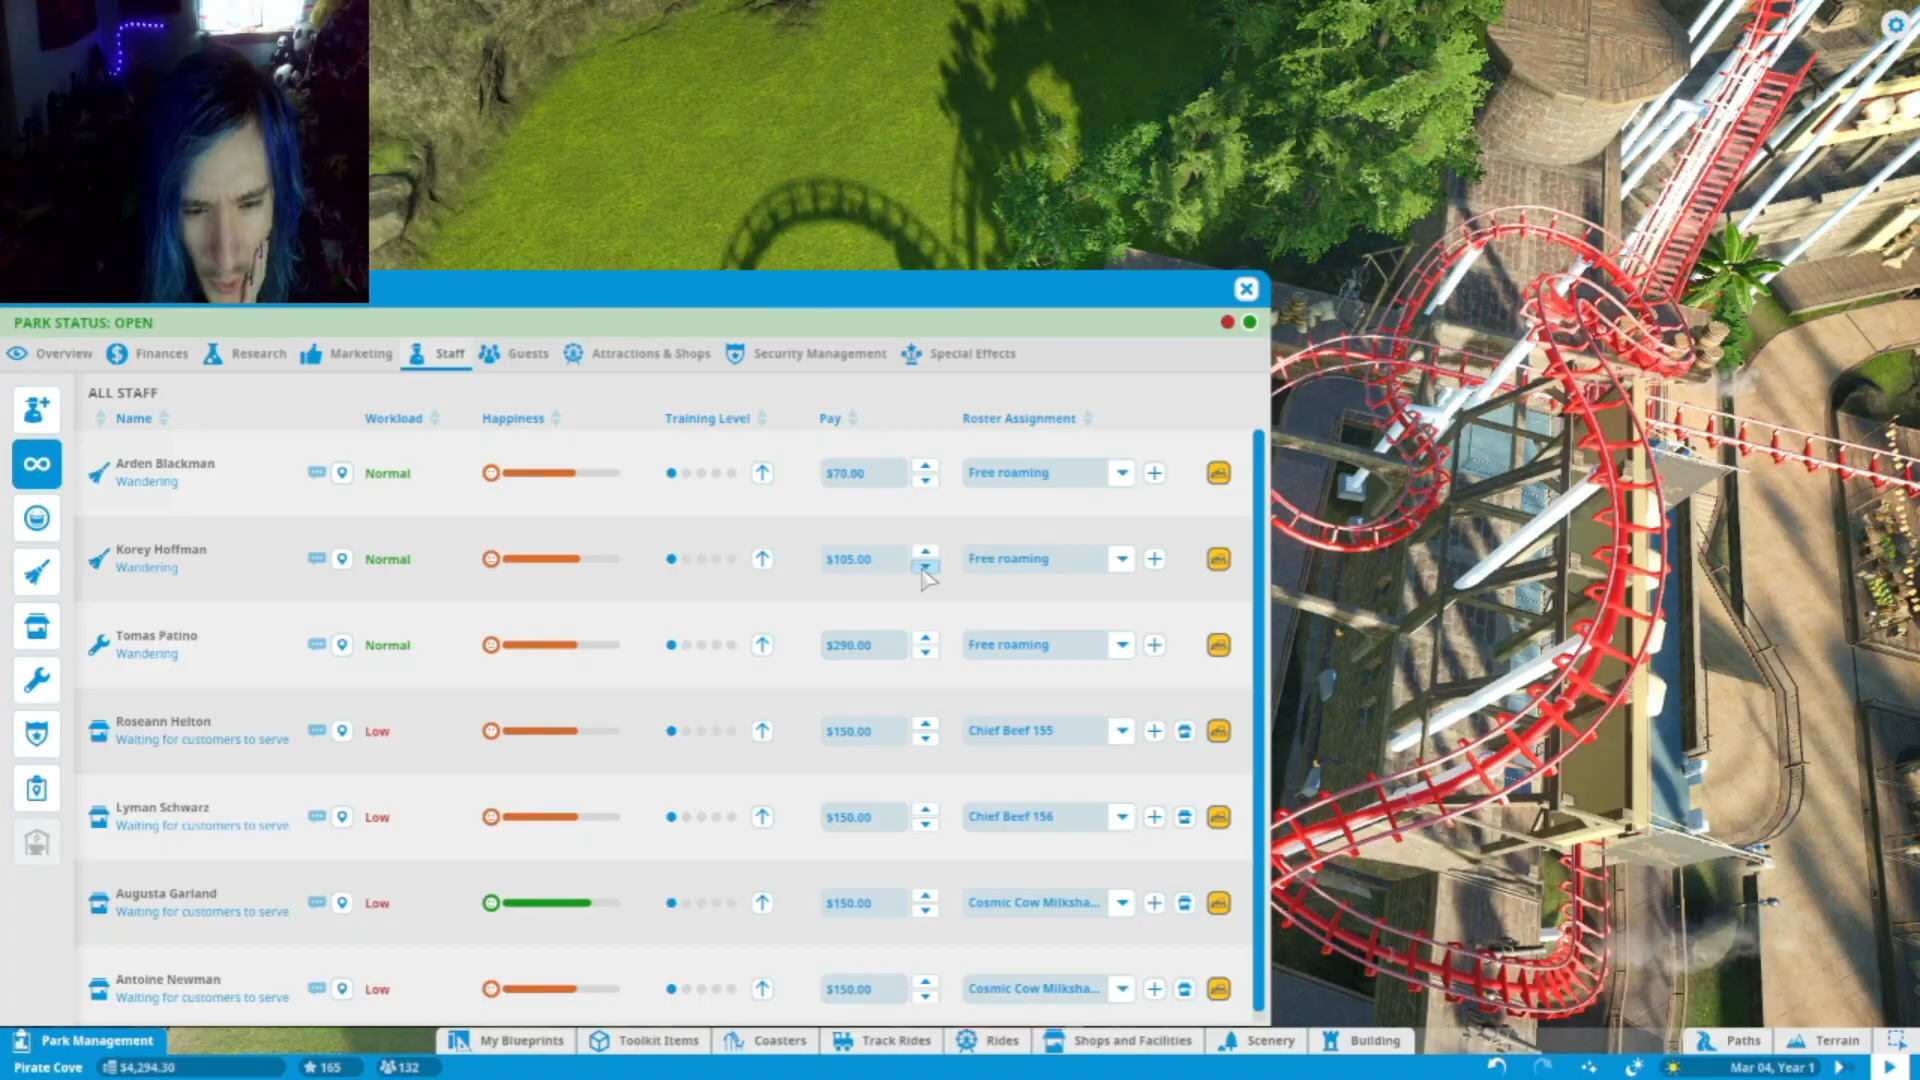 PARK STATUS: OPEN
Overview Finances Research Marketing Staff Guests Attractions & Shops Security Management Special Effects
ALL STAFF
Name Workload Happiness Training Level Pay Roster Assignment
Arden Blackman
Wandering
Normal $70.00 Free roaming
Korey Hoffman
Wandering
Normal $105.00 Free roaming
Tomas Patino
Wandering
Normal $290.00 Free roaming
Roseann Helton
Waiting for customers to serve
Low $150.00 Chief Beef 155
Lyman Schwarz
Waiting for customers to serve
Low $150.00 Chief Beef 156
Augusta Garland
Waiting for customers to serve
Low $150.00 Cosmic Cow Milksha...
Antoine Newman
Waiting for customers to serve
Low $150.00 Cosmic Cow Milksha...
Park Management My Blueprints Toolkit Items Coasters Track Rides Rides Shops and Facilities Scenery Building Paths Terrain
Pirate Cove $4,294.30 165 132 Mar 04, Year 1